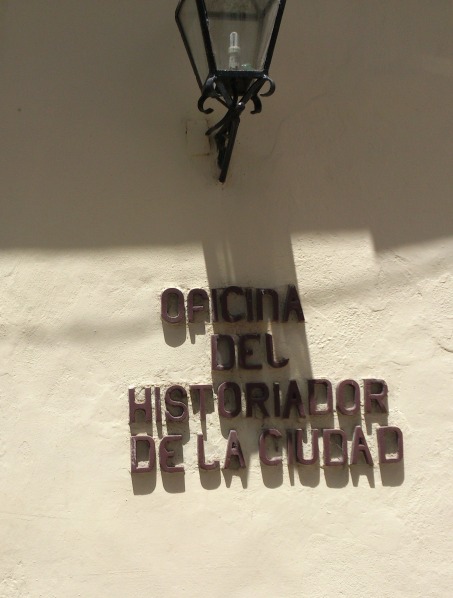 OFICINA
DEL
HISTORIADOR
DE LA CIUDAD